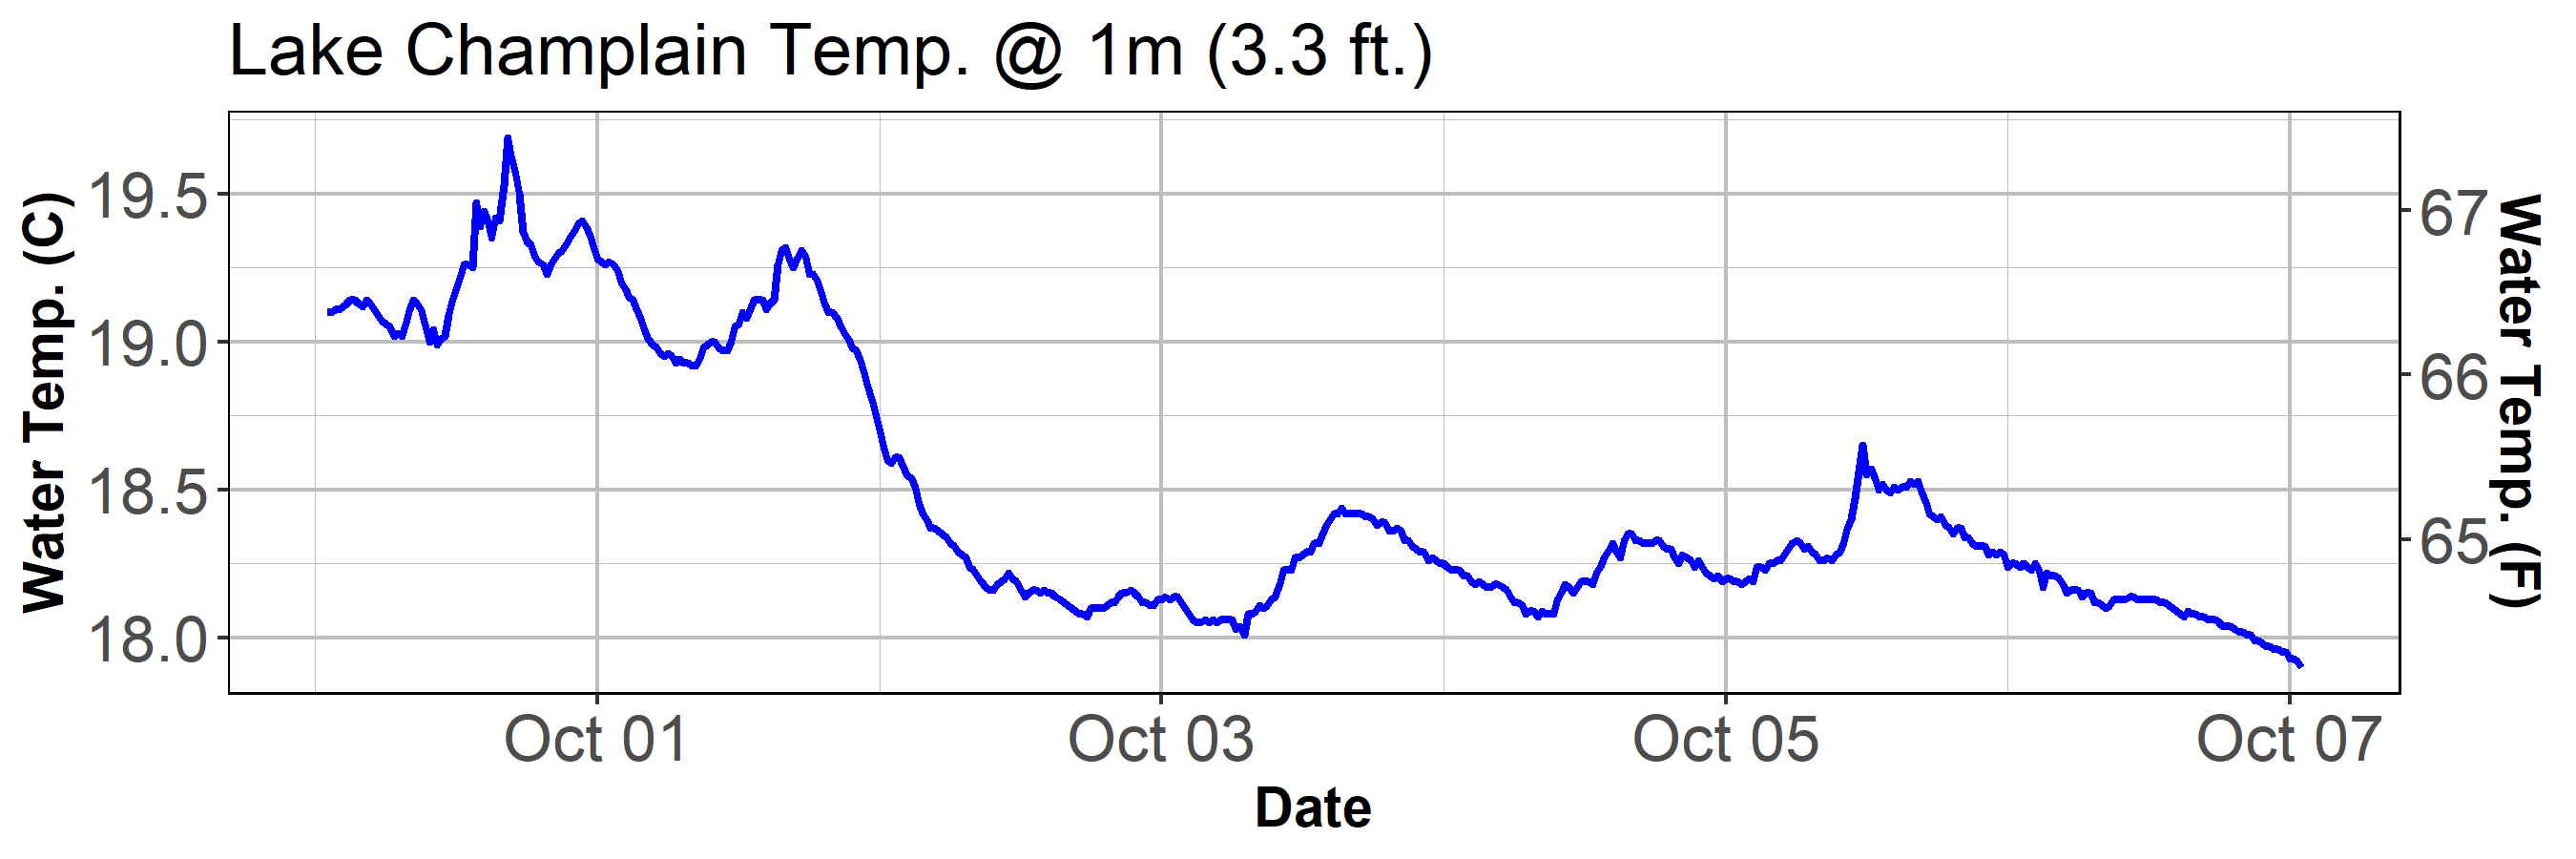 Lake Champlain Temp. @ 1m (3.3 ft.)
Water Temp. (C)
19.5
19.0
18.5
18.0
67
66
65
Water Temp. (F)
Oct 01
Oct 03
Oct 05
Oct 07
Date